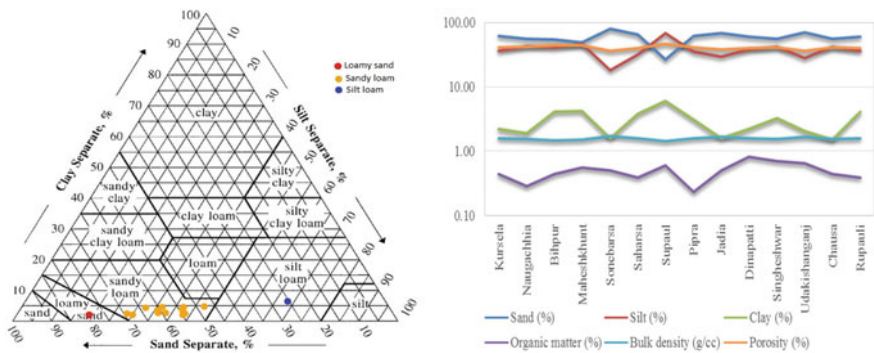 100
10
90
20
80
30
70
40
60
50
50
60
40
70
30
80
20
90
10
100
Clay Separate, %
Silt Separate, %
clay
silty
clay
sandy
clay
clay loam
silty
clay loam
sandy
clay loam
loam
silt
loam
sandy
loam
silt
loamy
sand
sand
100 90 80 70 60 50 40 30 20 10
Sand Separate, %
Loamy sand
Sandy loam
Silt loam
100.00
10.00
1.00
0.10
Kursela
Naugachhia
Bihpur
Maheshkhunt
Sonebarsa
Saharsa
Supaul
Pipra
Jadia
Dinapatti
Singheshwar
Udakishanganj
Chausa
Rupauli
Sand (%)
Silt (%)
Clay (%)
Organic matter (%)
Bulk density (g/cc)
Porosity (%)